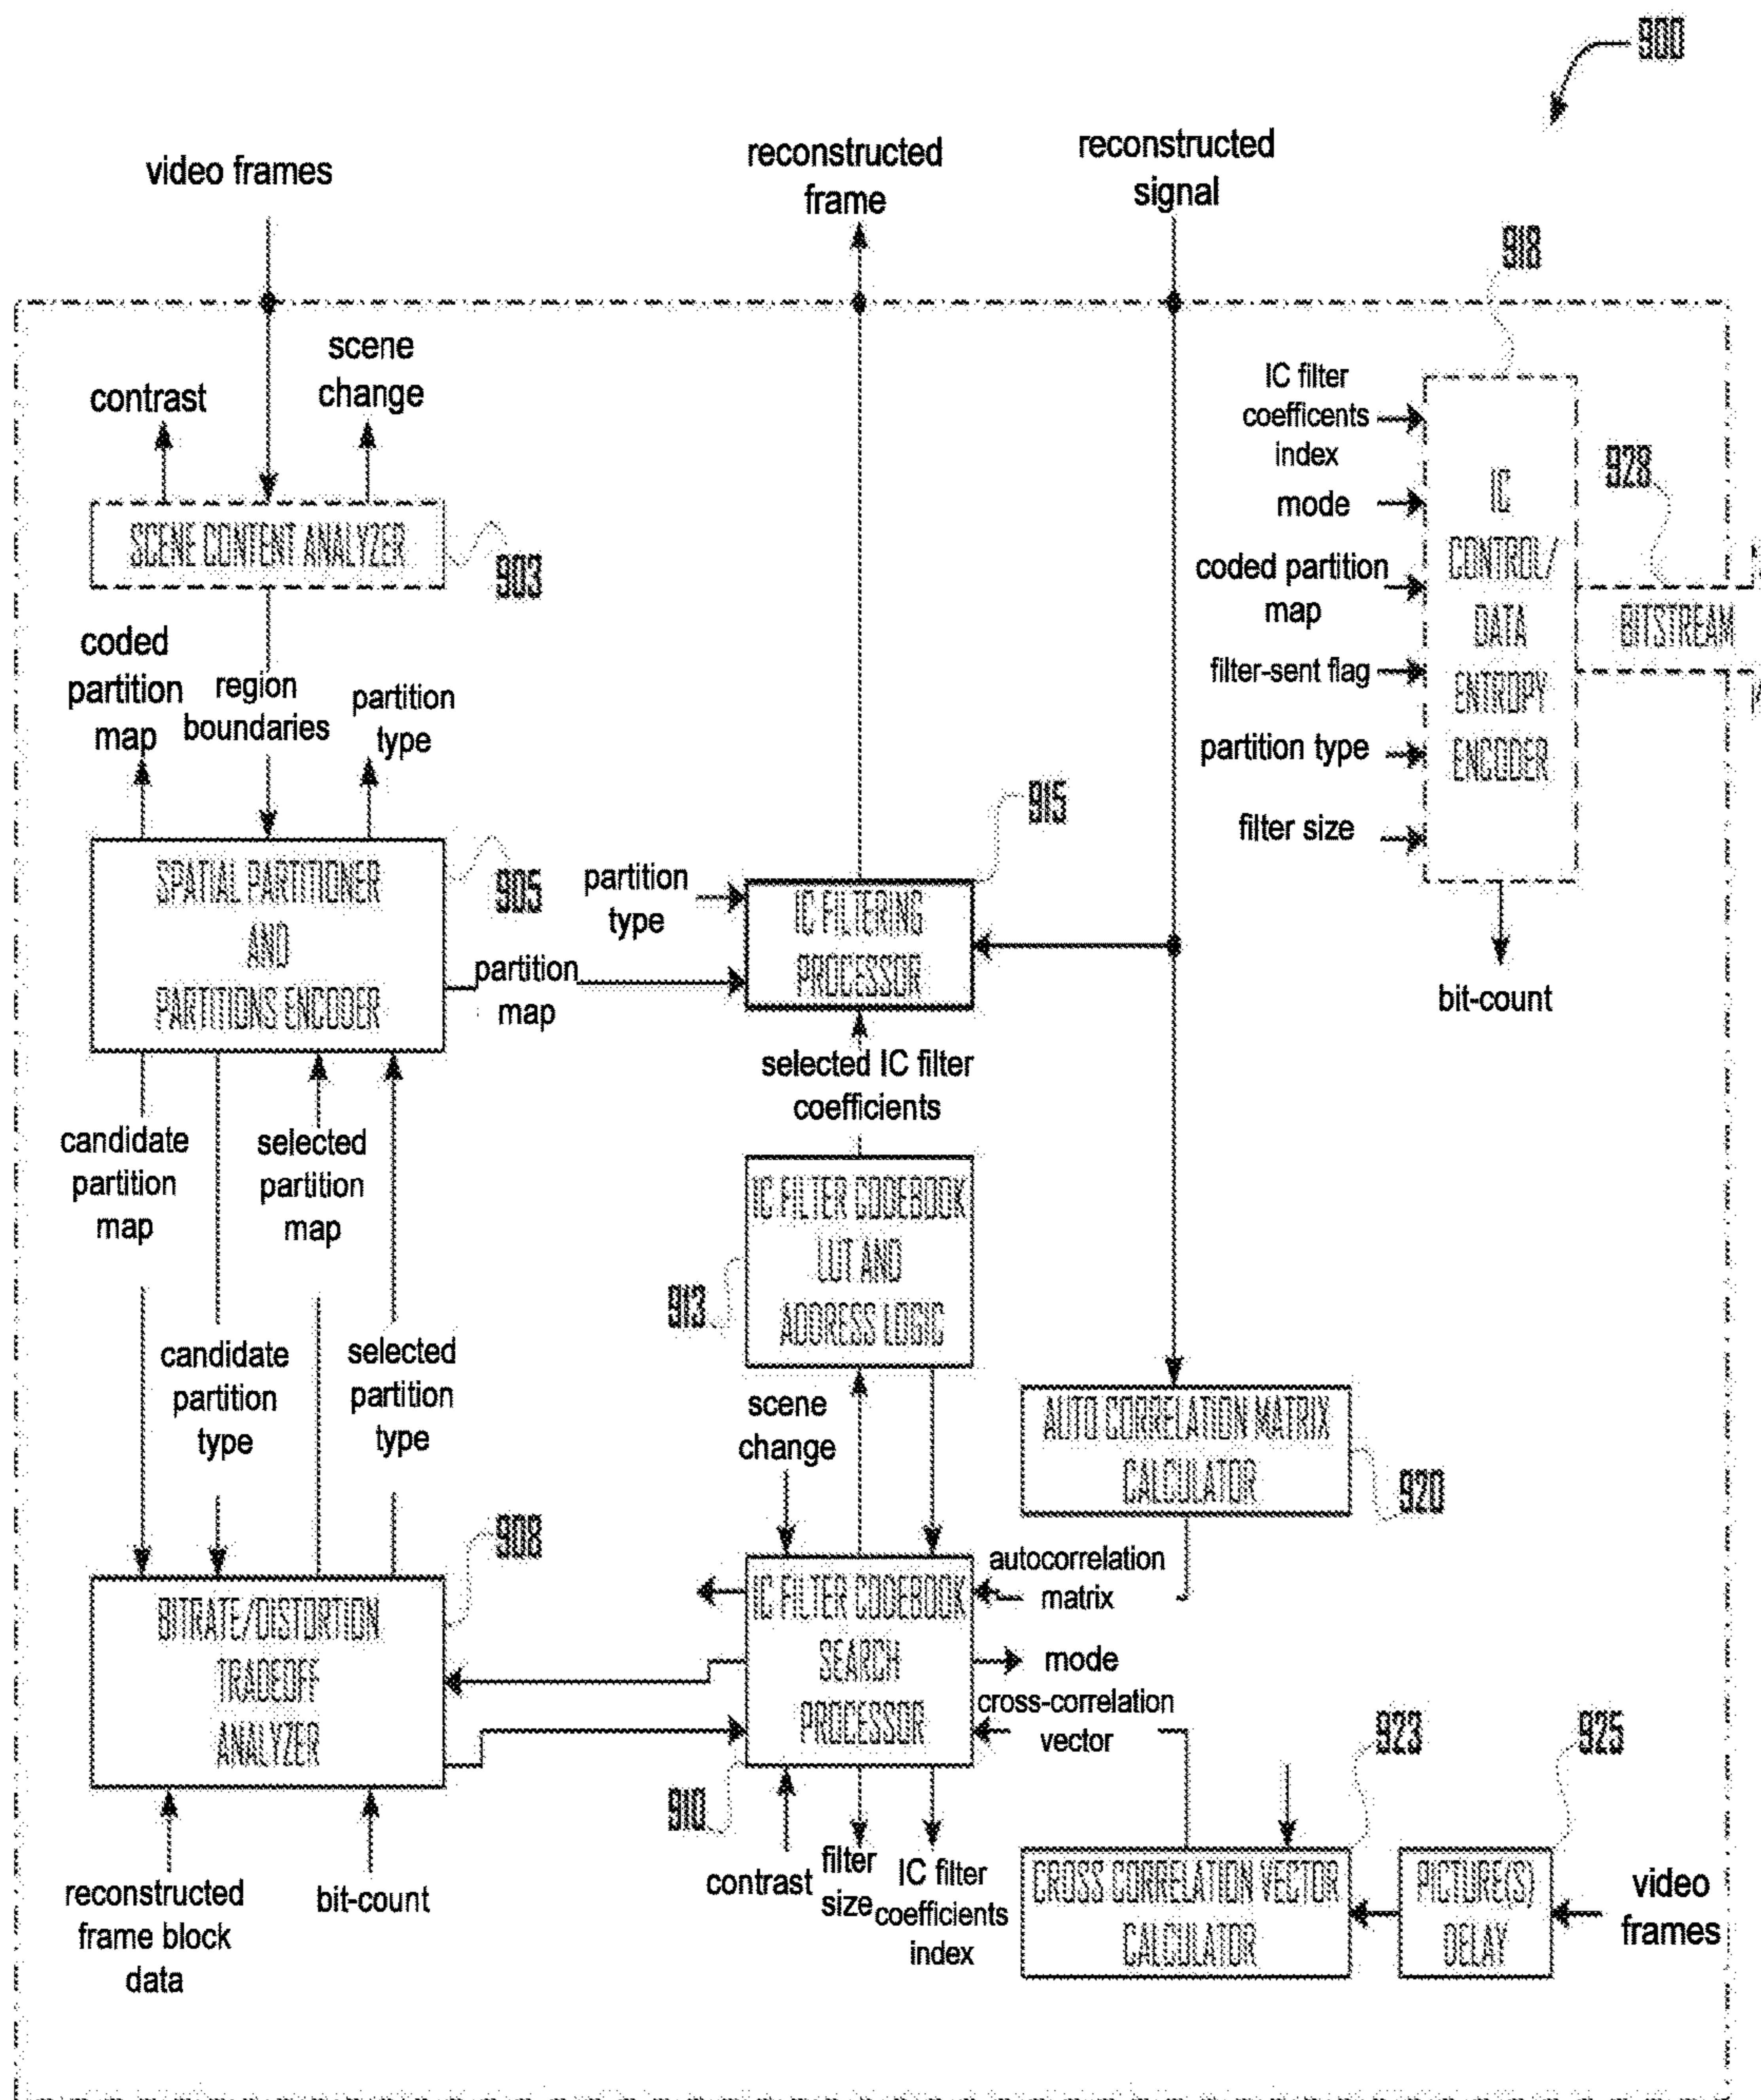 900
video frames
reconstructed
frame
reconstructed
signal
918
contrast
scene
change
SCENE CONTENT ANALYZER
903
IC filter
coefficents
index
mode
coded partition
map
filter-sent flag
partition type
filter size
IC
CONTROL/
DATA
ENTROPY
ENCODER
928
BITSTREAM
bit-count
coded
partition
map
region
boundaries
partition
type
SPATIAL PARTITIONER
AND
PARTITIONS ENCODER
905
partition
type
partition
map
915
IC FILTERING
PROCESSOR
selected IC filter
coefficients
candidate
partition
map
selected
partition
map
candidate
partition
type
selected
partition
type
913
IC FILTER CODEBOOK
LUT AND
ADDRESS LOGIC
scene
change
AUTO CORRELATION MATRIX
CALCULATOR
920
908
BITRATE/DISTORTION
TRADEOFF
ANALYZER
IC FILTER CODEBOOK
SEARCH
PROCESSOR
910
autocorrelation
matrix
mode
cross-correlation
vector
923
925
reconstructed
frame block
data
bit-count
contrast
filter
size
IC filter
coefficients
index
CROSS CORRELATION VECTOR
CALCULATOR
PICTURE(S)
DELAY
video
frames